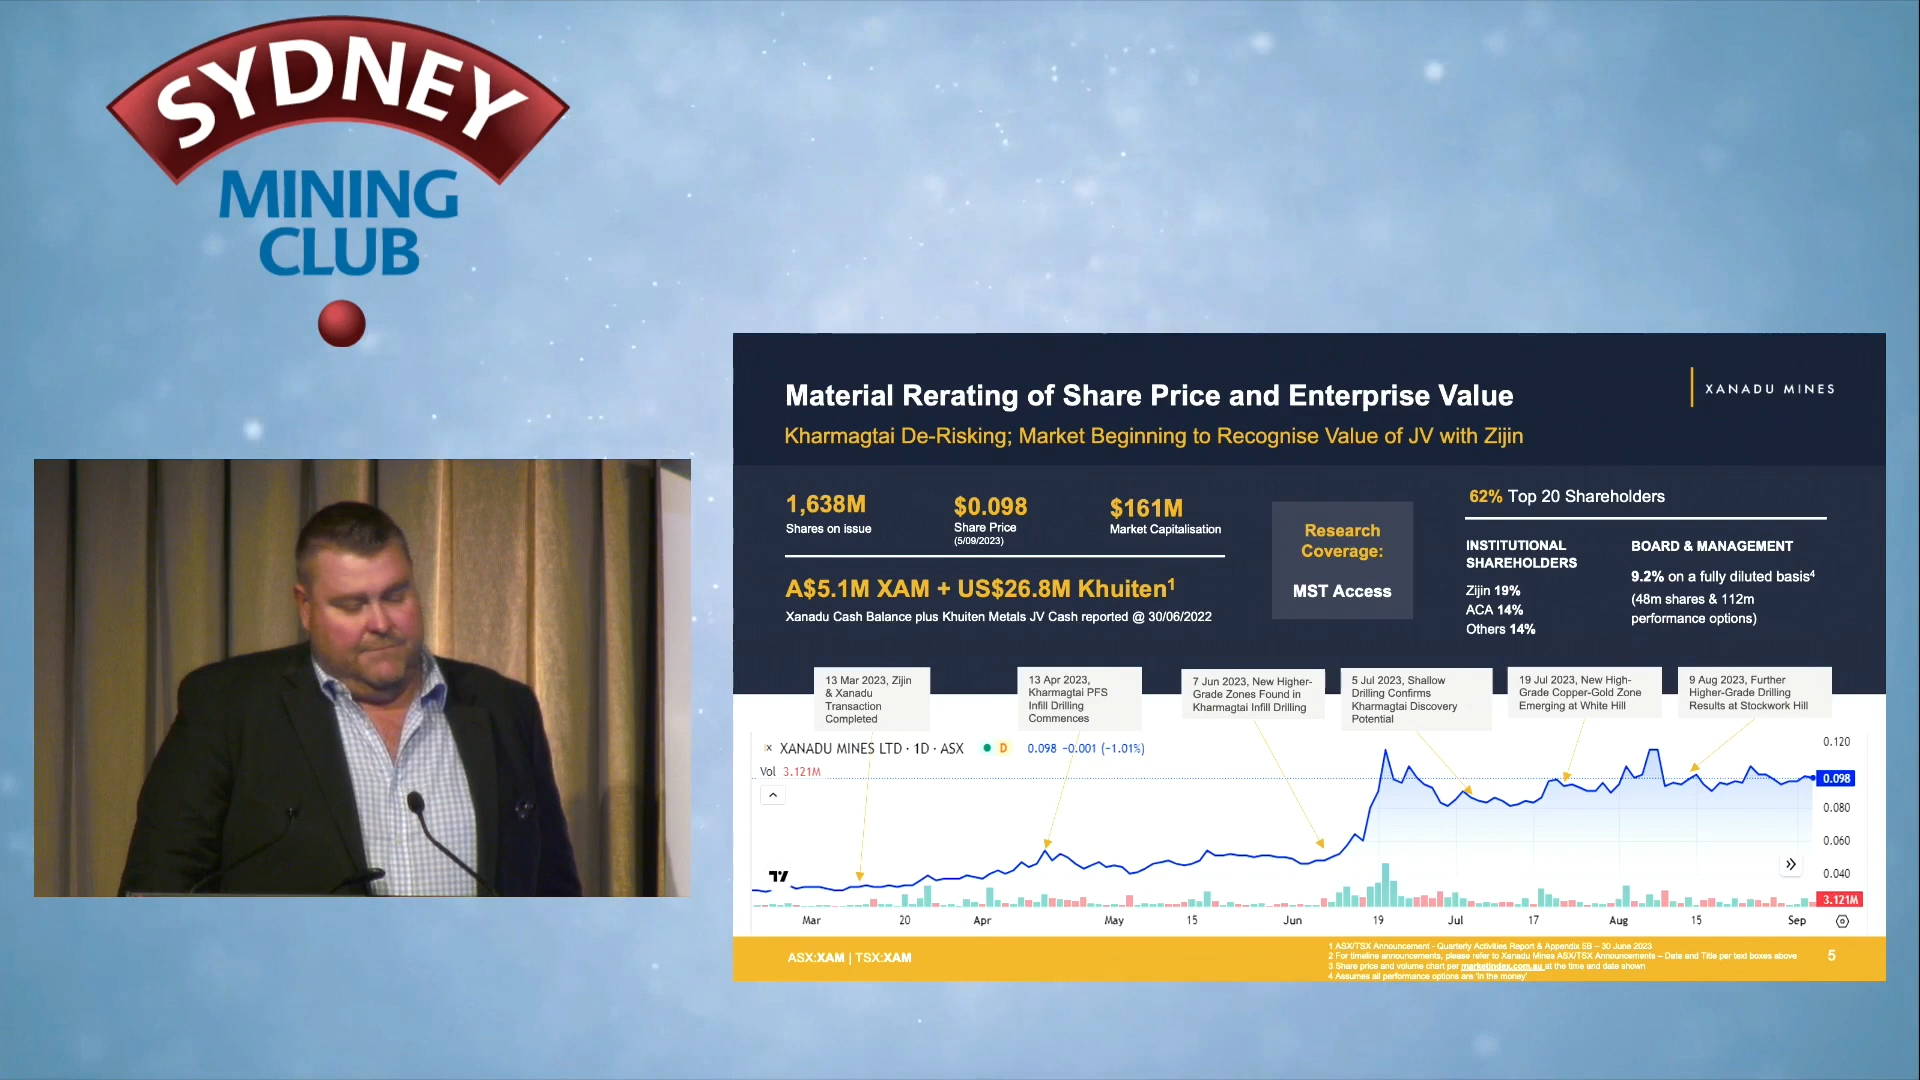 SYDNEY
MINING
CLUB
Material Rerating of Share Price and Enterprise Value
XANADU MINES
Kharmagtai De-Risking; Market Beginning to Recognise Value of JV with Zijin
1,638M
Shares on issue
$0.098
Share Price
(5/09/2023)
$161M
Market Capitalisation
A$5.1M XAM + US$26.8M Khuiten1
Xanadu Cash Balance plus Khuiten Metals JV Cash reported @ 30/06/2022
Research
Coverage:
MST Access
62% Top 20 Shareholders
INSTITUTIONAL
SHAREHOLDERS
Zijin 19%
ACA 14%
Others 14%
BOARD & MANAGEMENT
9.2% on a fully diluted basis4
(48m shares & 112m
performance options)
13 Mar 2023, Zijin
& Xanadu
Transaction
Completed
13 Apr 2023,
Kharmagtai PFS
Infill Drilling
Commences
7 Jun 2023, New Higher-
Grade Zones Found in
Kharmagtai Infill Drilling
5 Jul 2023, Shallow
Drilling Confirms
Kharmagtai Discovery
Potential
19 Jul 2023, New High-
Grade Copper-Gold Zone
Emerging at White Hill
9 Aug 2023, Further
Higher-Grade Drilling
Results at Stockwork Hill
XANADU MINES LTD · 1D · ASX
D
0.098 −0.001 (−1.01%)
Vol 3.121M
0.120
0.098
0.080
0.060
0.040
3.121M
Mar 20 Apr May 15 Jun 19 Jul 17 Aug 15 Sep
ASX:XAM | TSX:XAM
1 ASX/TSX Announcement - Quarterly Activities Report & Appendix 5B – 30 June 2023
2 For timeline announcements, please refer to Xanadu Mines ASX/TSX Announcements – Date and Title per text boxes above
3 Share price and volume chart per marketindex.com.au at the time and date shown
4 Assumes all performance options are 'in the money'
5